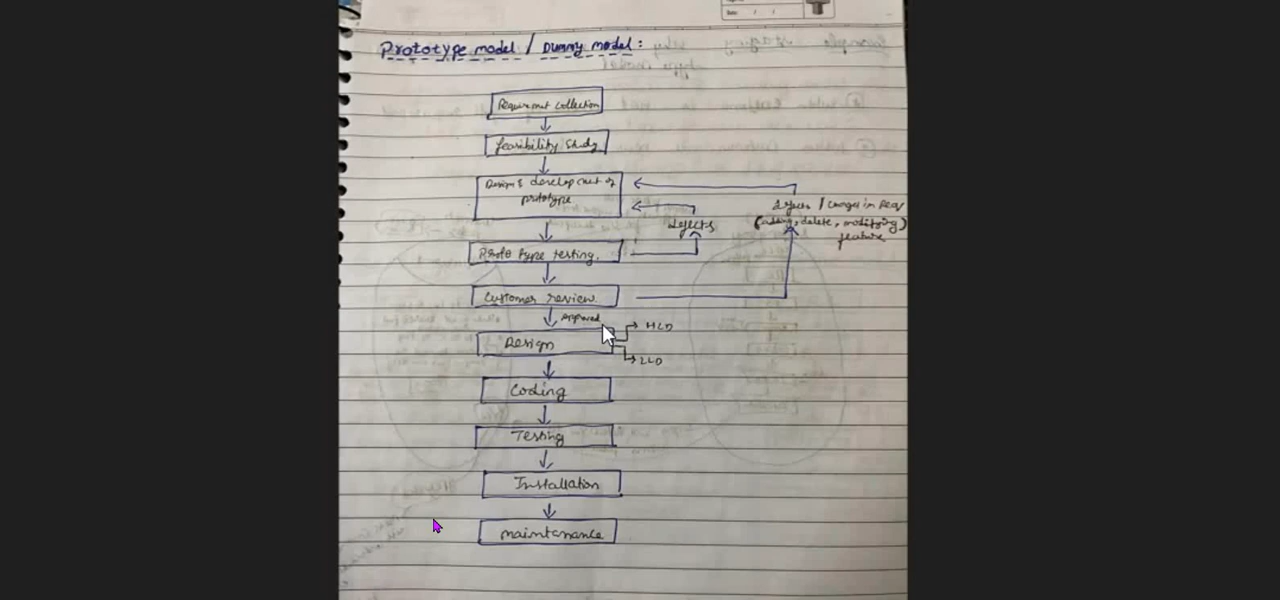 Prototype model / Dummy model :
Requirement collection
feasibility study
Design & development of
prototype
defects / Changes in Req
(adding, delete, modifying)
feature
defects
Proto type testing.
Customer review.
Approved
HLD
Design
LLD
Coding
Testing
Installation
maintanance